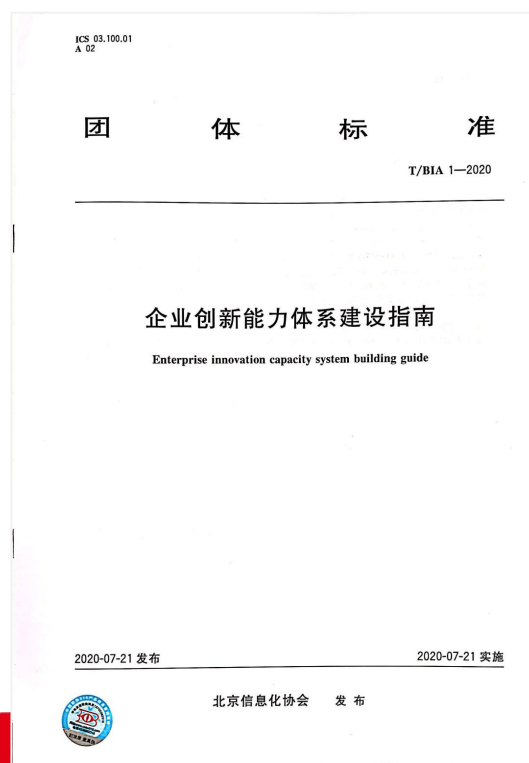 ICS 03.100.01
A 02
团 体 标 准
T/BIA 1—2020
企业创新能力体系建设指南
Enterprise innovation capacity system building guide
2020-07-21 发布
2020-07-21 实施
北京信息化协会 发 布